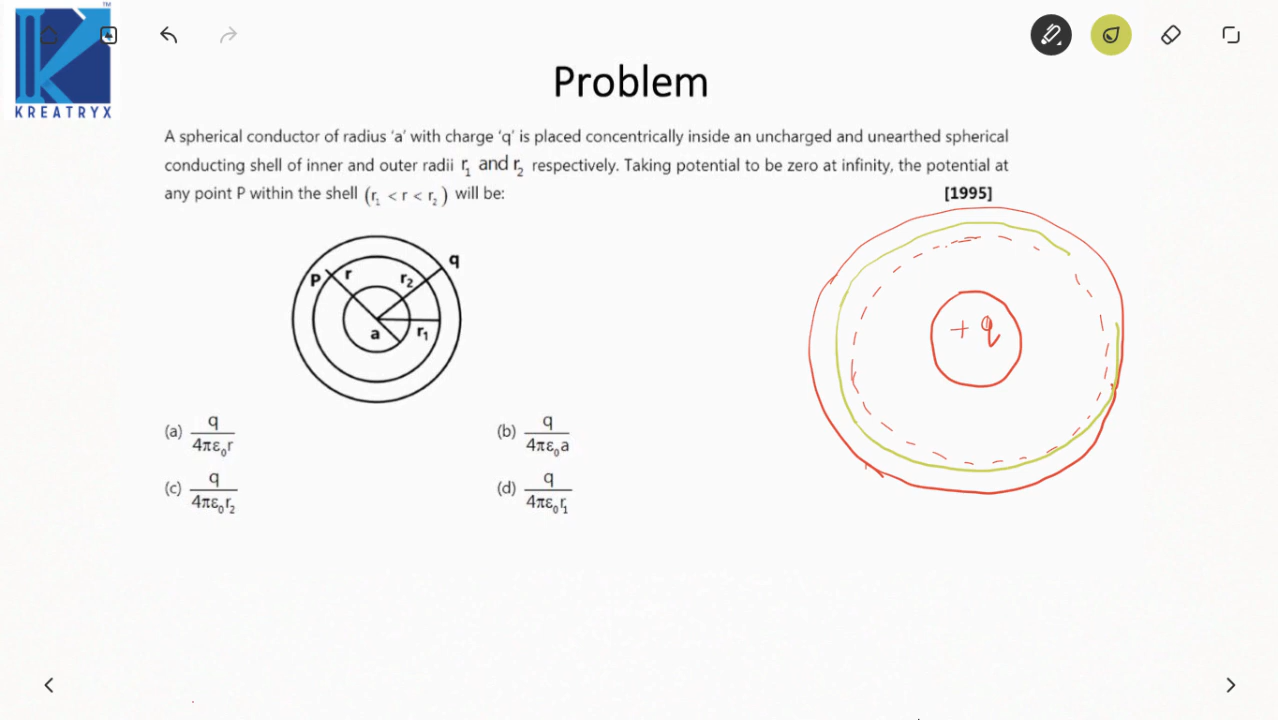 TM
KREATRYX
Problem
A spherical conductor of radius 'a' with charge 'q' is placed concentrically inside an uncharged and unearthed spherical
conducting shell of inner and outer radii r₁ and r₂ respectively. Taking potential to be zero at infinity, the potential at
any point P within the shell (r₁ < r < r₂) will be: [1995]
P r r₂ q
a r₁
+ q
(a) q/4πε₀r (b) q/4πε₀a
(c) q/4πε₀r₂ (d) q/4πε₀r₁